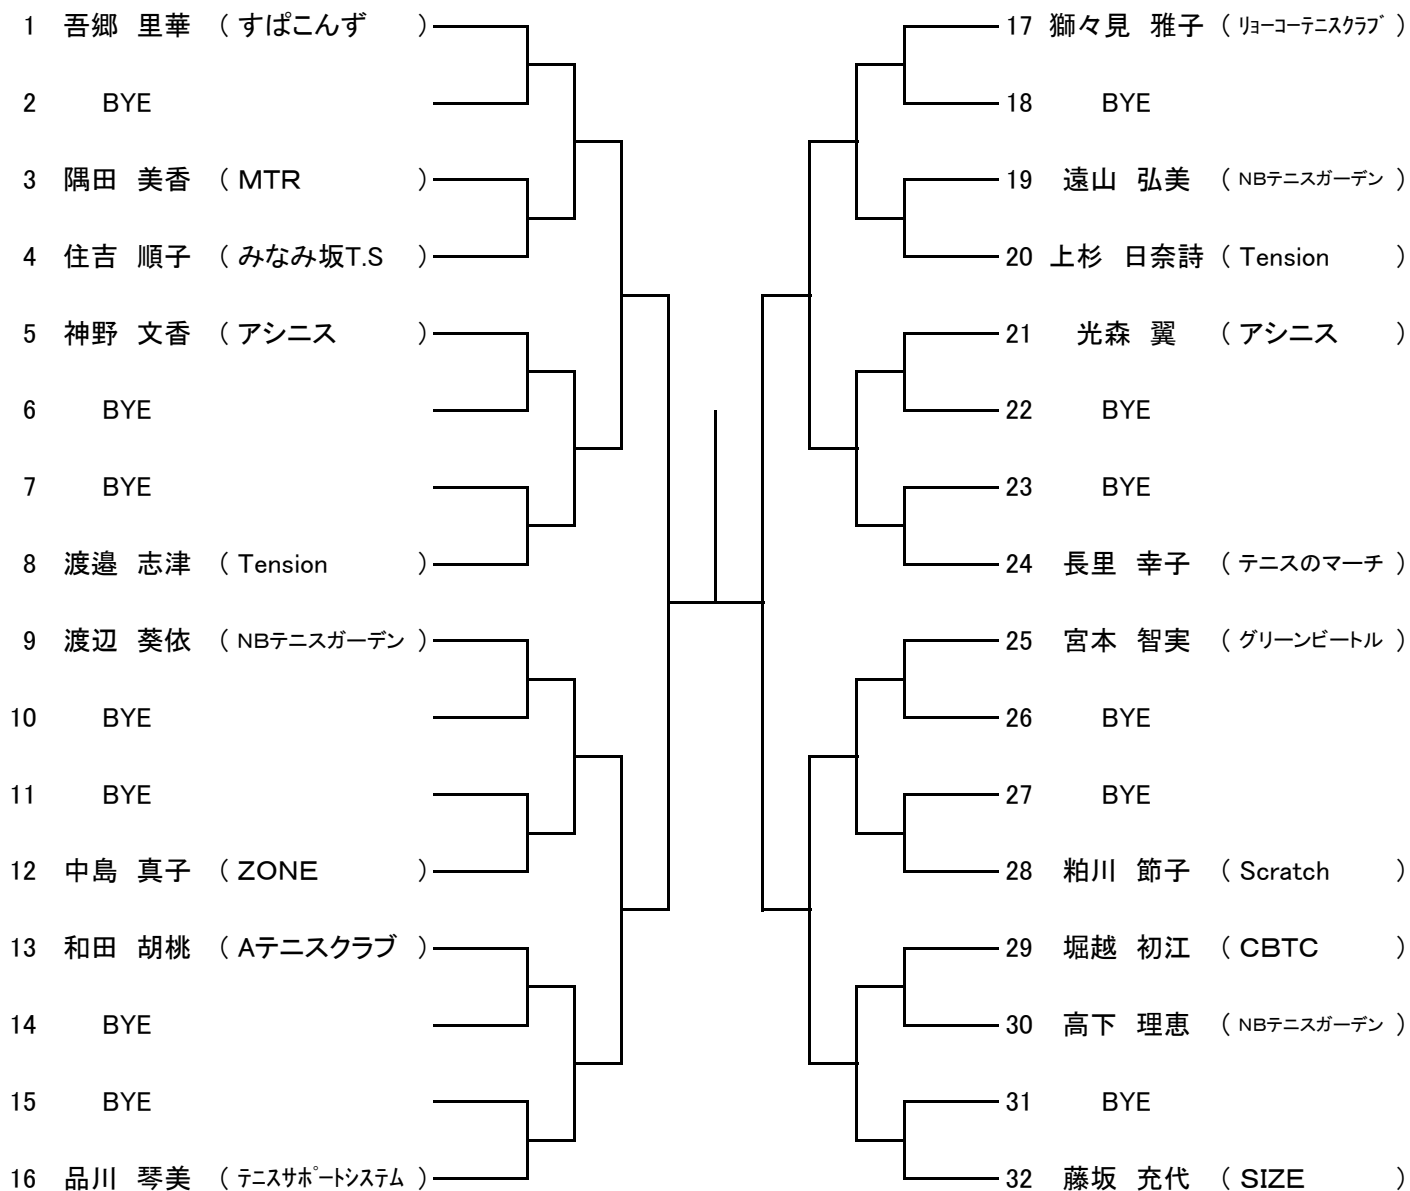 1 吾郷 里華 （ すぱこんず ）
2 BYE
3 隅田 美香 （ MTR ）
4 住吉 順子 （ みなみ坂T.S ）
5 神野 文香 （ アシニス ）
6 BYE
7 BYE
8 渡邉 志津 （ Tension ）
9 渡辺 葵依 （ NBテニスガーデン ）
10 BYE
11 BYE
12 中島 真子 （ ZONE ）
13 和田 胡桃 （ Aテニスクラブ ）
14 BYE
15 BYE
16 品川 琴美 （ ﾃﾆｽｻﾎﾟｰﾄｼｽﾃﾑ ）
17 獅々見 雅子 （ ﾘｮｰｺｰﾃﾆｽｸﾗﾌﾞ ）
18 BYE
19 遠山 弘美 （ NBテニスガーデン ）
20 上杉 日奈詩 （ Tension ）
21 光森 翼 （ アシニス ）
22 BYE
23 BYE
24 長里 幸子 （ テニスのマーチ ）
25 宮本 智実 （ グリーンビートル ）
26 BYE
27 BYE
28 粕川 節子 （ Scratch ）
29 堀越 初江 （ CBTC ）
30 高下 理恵 （ NBテニスガーデン ）
31 BYE
32 藤坂 充代 （ SIZE ）